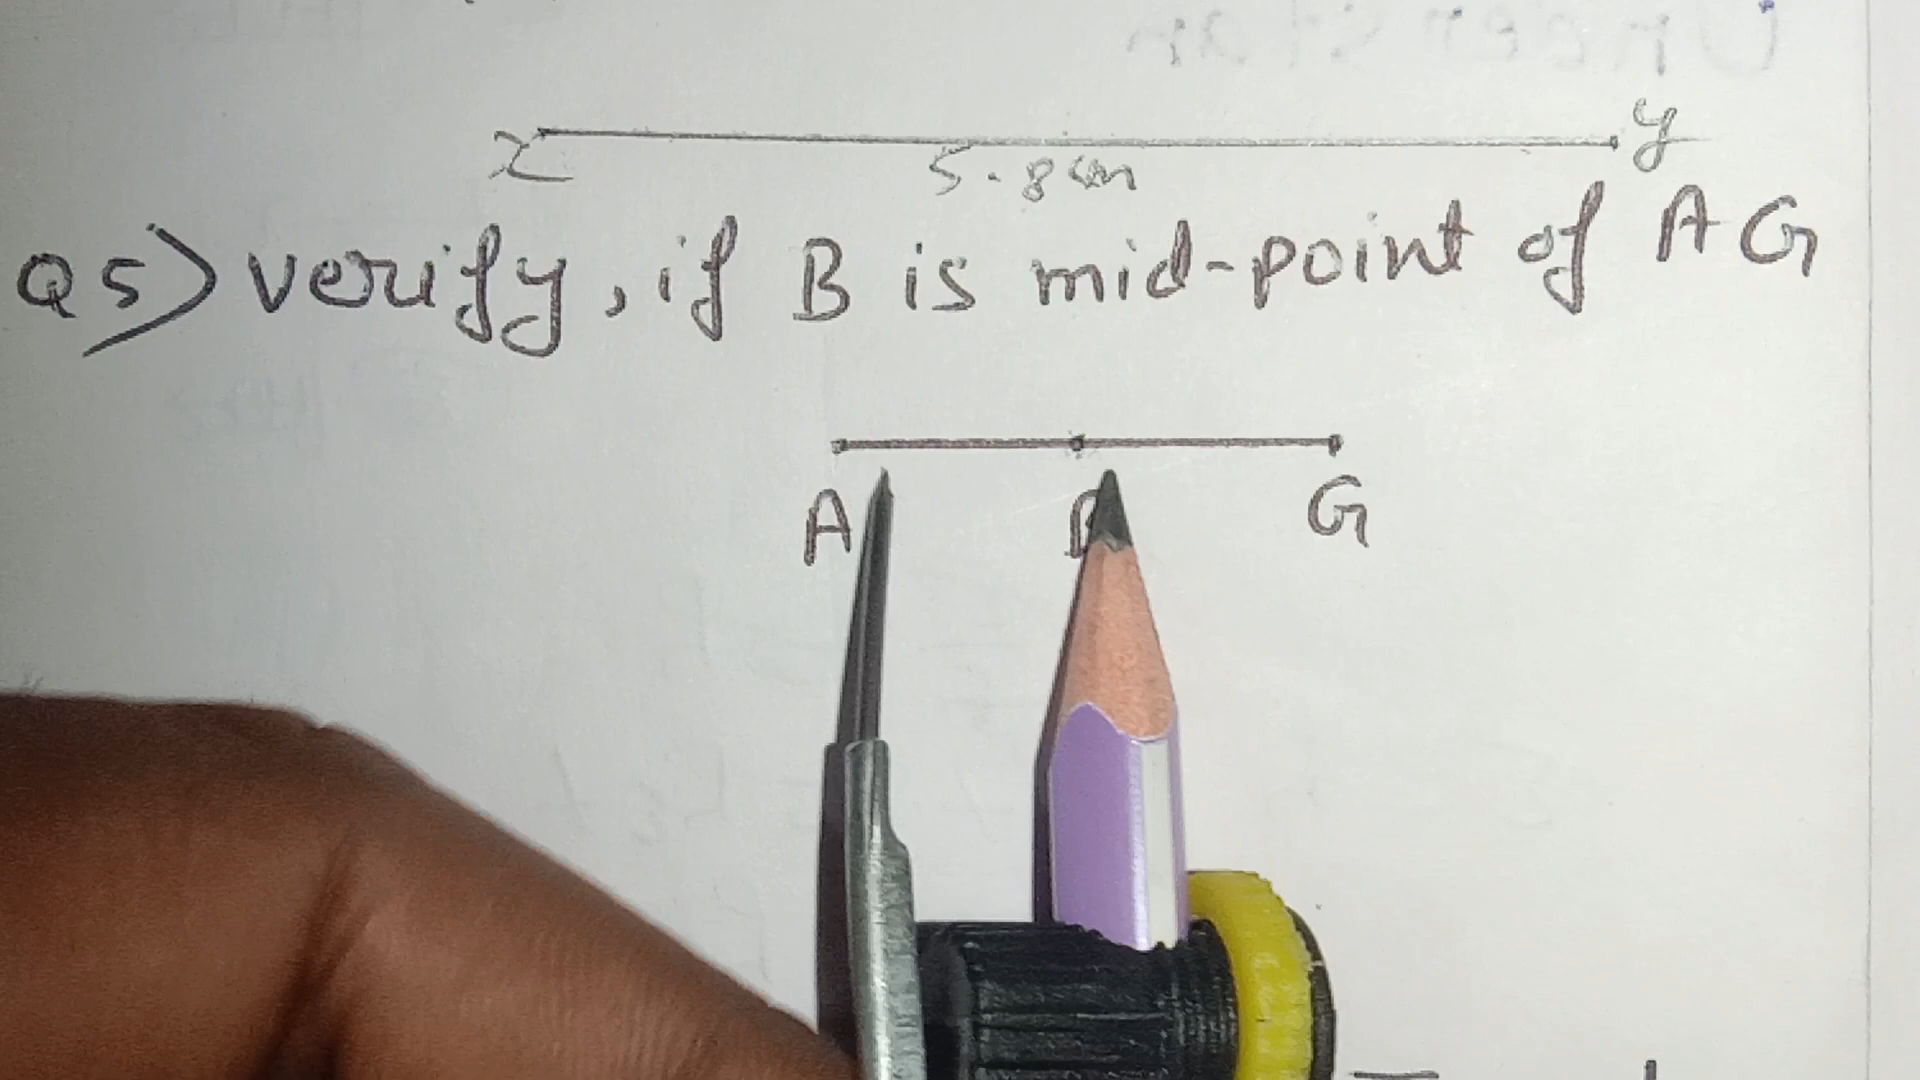 x y
5.8cm
Q5) verify, if B is mid-point of AG
A B G